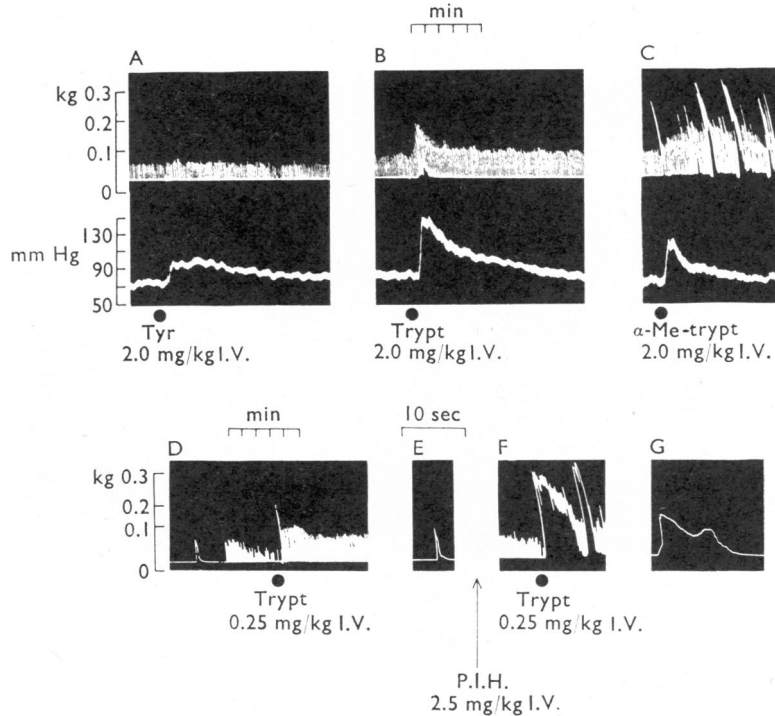 min
A
B
C
kg 0.3
0.2
0.1
0
mm Hg
130
90
50
Tyr
2.0 mg/kg I.V.
Trypt
2.0 mg/kg I.V.
α-Me-trypt
2.0 mg/kg I.V.
min
10 sec
D
E
F
G
kg 0.3
0.2
0.1
0
Trypt
0.25 mg/kg I.V.
Trypt
0.25 mg/kg I.V.
P.I.H.
2.5 mg/kg I.V.